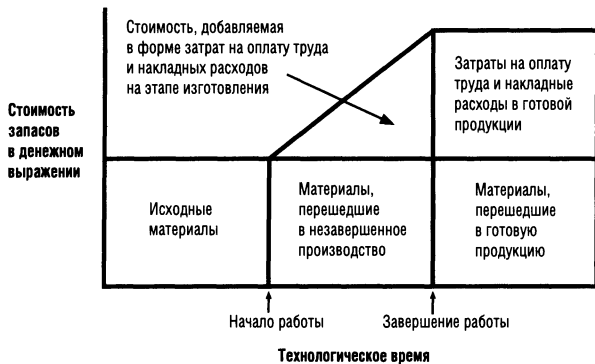 Стоимость, добавляемая
в форме затрат на оплату труда
и накладных расходов
на этапе изготовления
Затраты на оплату
труда и накладные
расходы в готовой
продукции
Стоимость
запасов
в денежном
выражении
Исходные
материалы
Материалы,
перешедшие
в незавершенное
производство
Материалы,
перешедшие
в готовую
продукцию
Начало работы
Завершение работы
Технологическое время